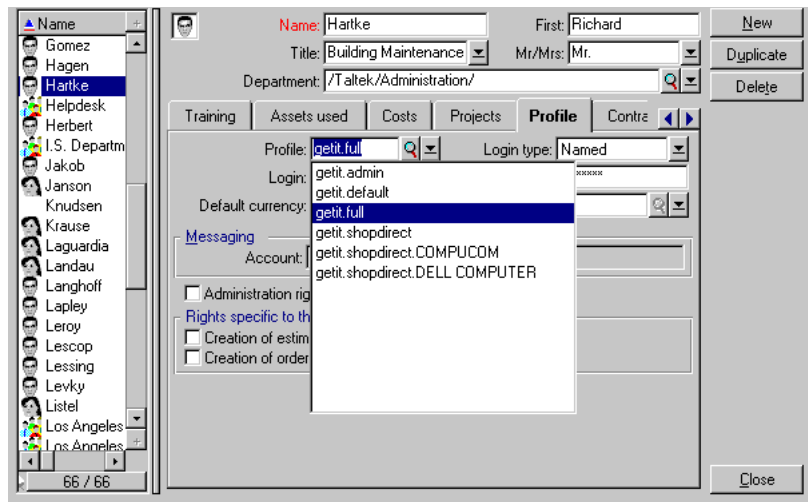 Name +
Gomez
Hagen
Hartke
Helpdesk
Herbert
I.S. Departm
Jakob
Janson
Knudsen
Krause
Laguardia
Landau
Langhoff
Lapley
Leroy
Lescop
Lessing
Levky
Listel
Los Angeles
Los Angeles
66 / 66
Name: Hartke First: Richard
Title: Building Maintenance Mr/Mrs: Mr.
Department: /Taltek/Administration/
Training Assets used Costs Projects Profile Contra
Profile: getit.full Login type: Named
Login: xxxxx
Default currency:
getit.admin
getit.default
getit.full
getit.shopdirect
getit.shopdirect.COMPUCOM
getit.shopdirect.DELL COMPUTER
Messaging
Account:
Administration rig
Rights specific to th
Creation of estim
Creation of order
New
Duplicate
Delete
Close